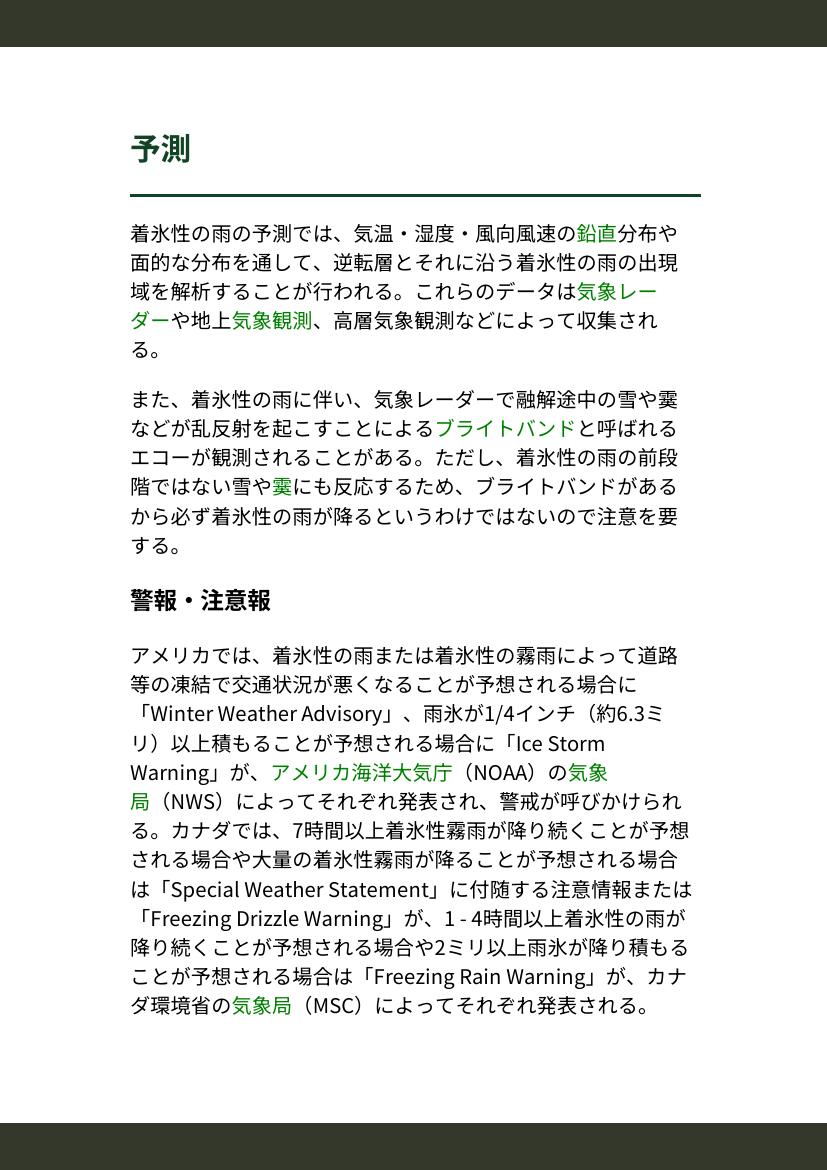 予測
着氷性の雨の予測では、気温・湿度・風向風速の鉛直分布や
面的な分布を通して、逆転層とそれに沿う着氷性の雨の出現
域を解析することが行われる。これらのデータは気象レー
ダーや地上気象観測、高層気象観測などによって収集され
る。
また、着氷性の雨に伴い、気象レーダーで融解途中の雪や霙
などが乱反射を起こすことによるブライトバンドと呼ばれる
エコーが観測されることがある。ただし、着氷性の雨の前段
階ではない雪や霙にも反応するため、ブライトバンドがある
から必ず着氷性の雨が降るというわけではないので注意を要
する。
警報・注意報
アメリカでは、着氷性の雨または着氷性の霧雨によって道路
等の凍結で交通状況が悪くなることが予想される場合に
「Winter Weather Advisory」、雨氷が1/4インチ（約6.3ミ
リ）以上積もることが予想される場合に「Ice Storm
Warning」が、アメリカ海洋大気庁（NOAA）の気象
局（NWS）によってそれぞれ発表され、警戒が呼びかけられ
る。カナダでは、7時間以上着氷性霧雨が降り続くことが予想
される場合や大量の着氷性霧雨が降ることが予想される場合
は「Special Weather Statement」に付随する注意情報または
「Freezing Drizzle Warning」が、1 - 4時間以上着氷性の雨が
降り続くことが予想される場合や2ミリ以上雨氷が降り積もる
ことが予想される場合は「Freezing Rain Warning」が、カナ
ダ環境省の気象局（MSC）によってそれぞれ発表される。